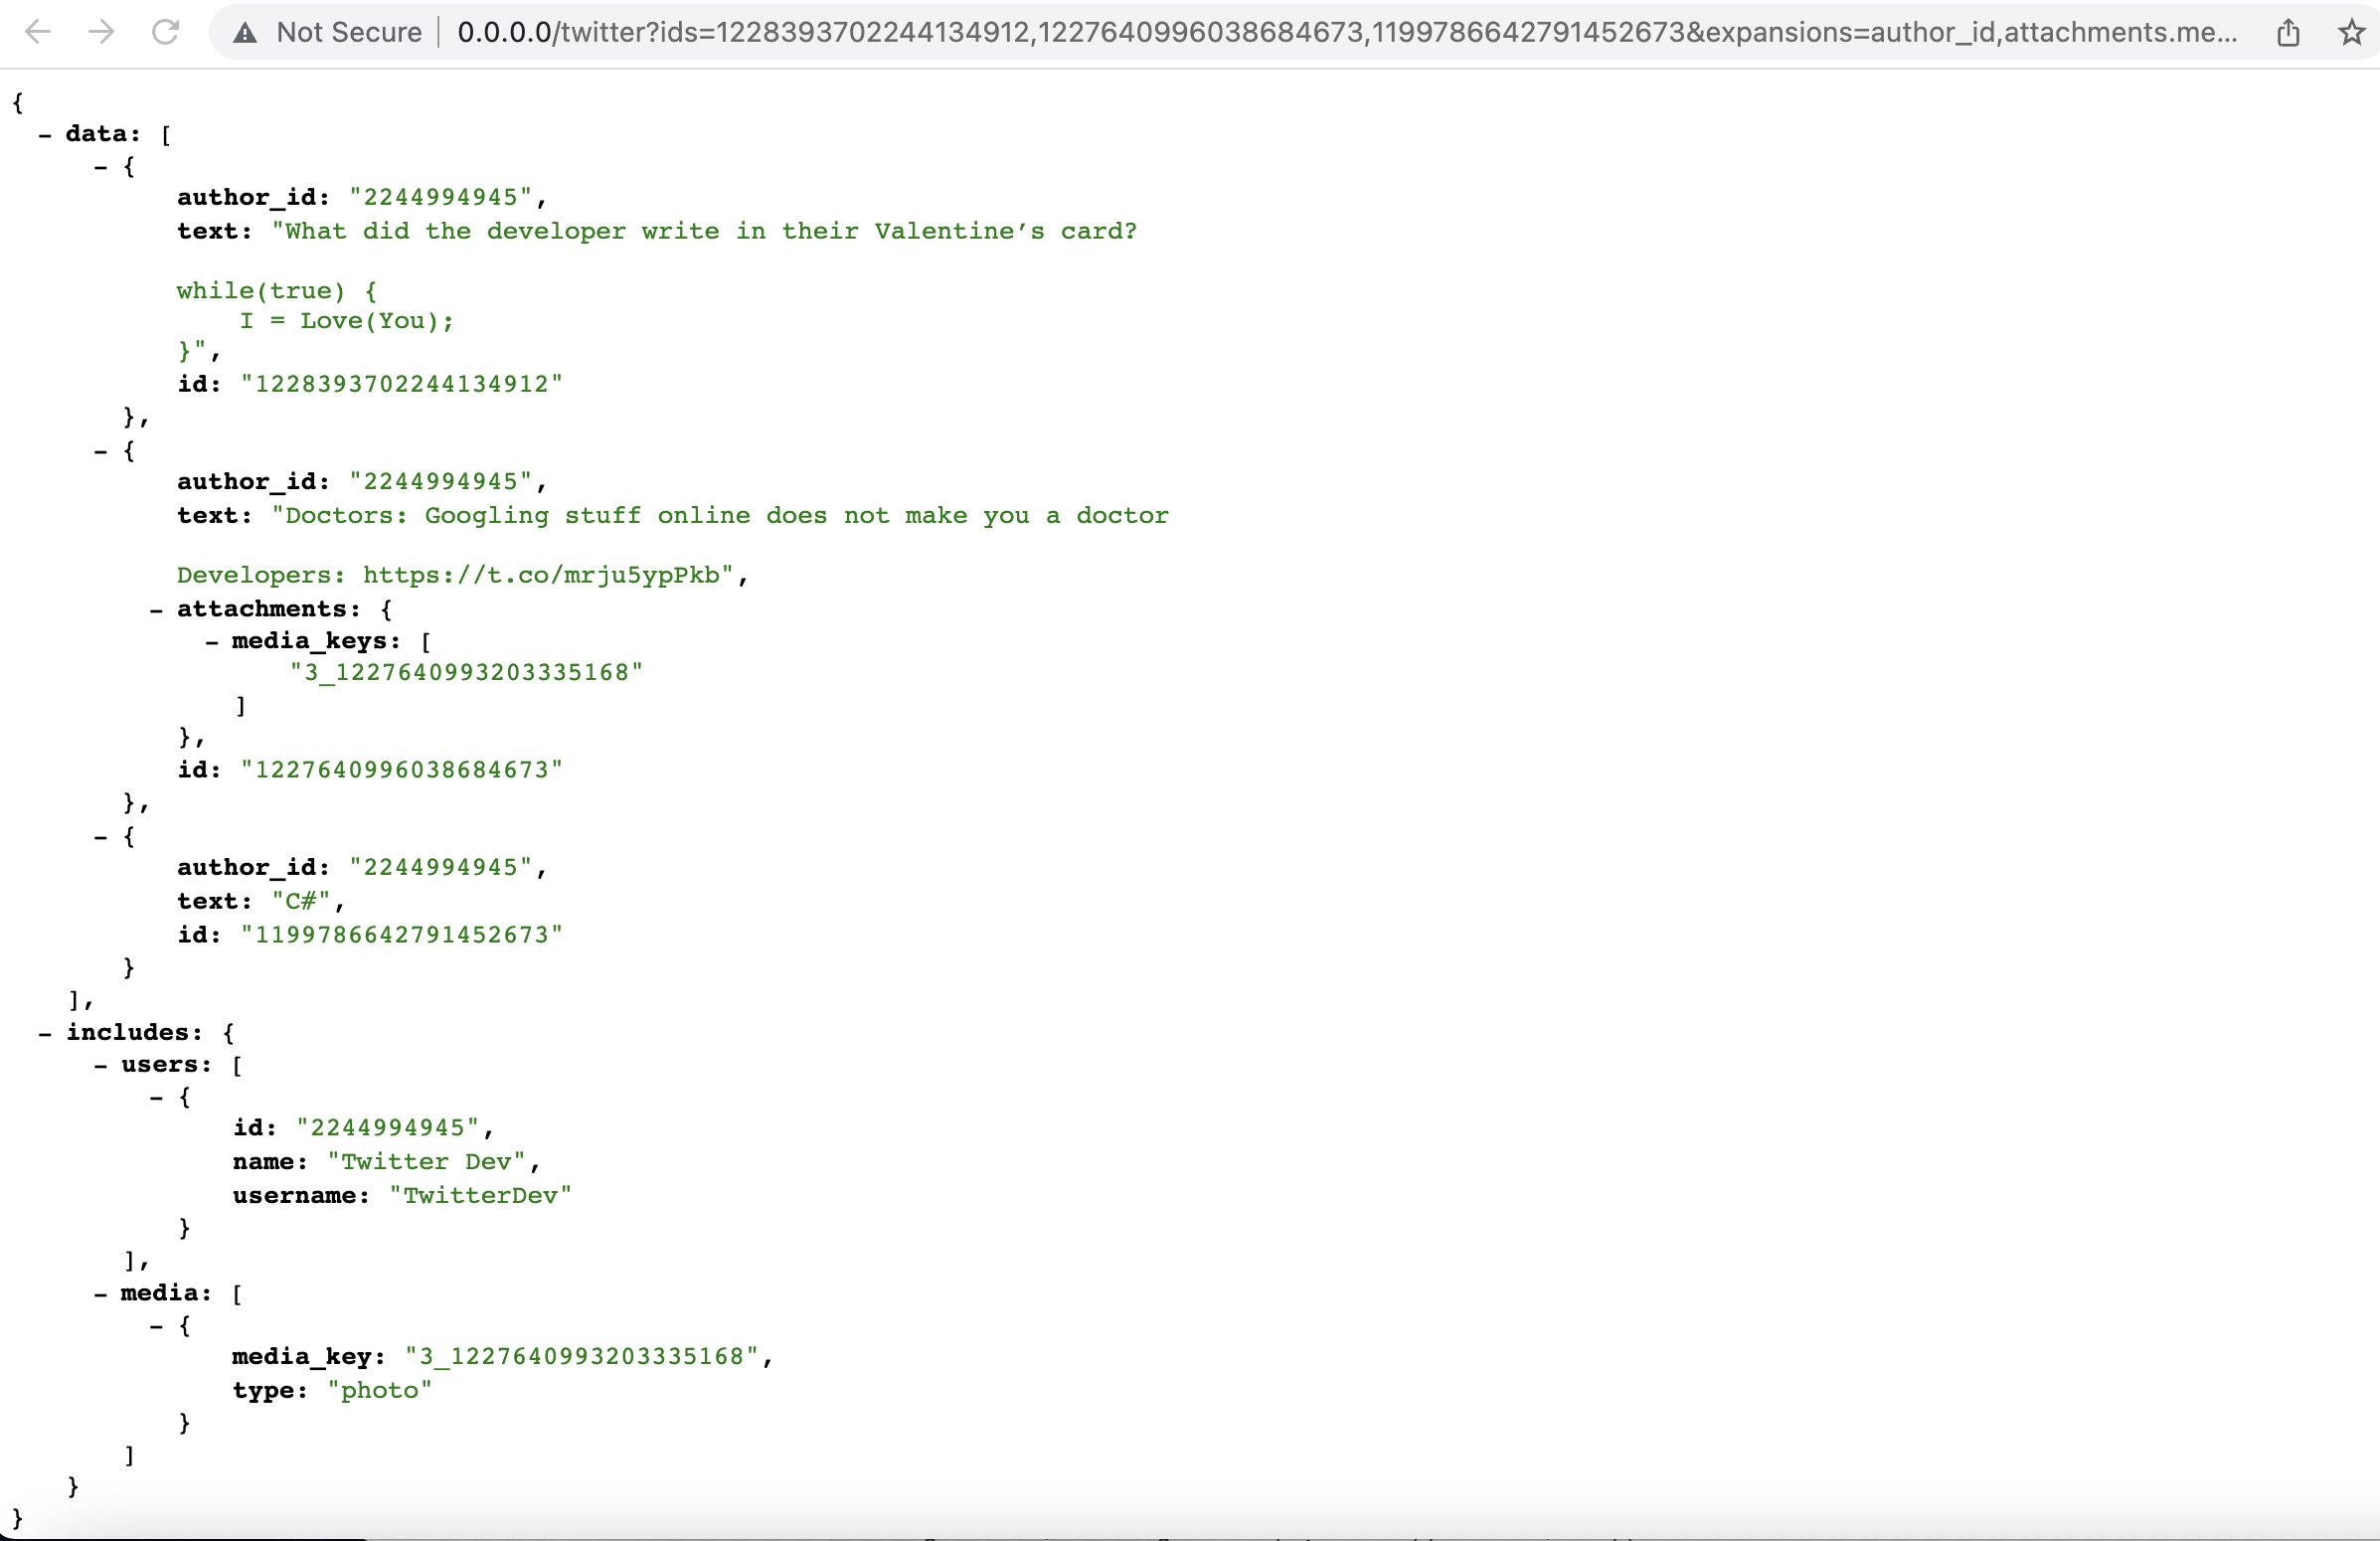 Not Secure | 0.0.0.0/twitter?ids=1228393702244134912,1227640996038684673,1199786642791452673&expansions=author_id,attachments.me...
{
- data: [
- {
author_id: "2244994945",
text: "What did the developer write in their Valentine’s card?
while(true) {
I = Love(You);
}",
id: "1228393702244134912"
},
- {
author_id: "2244994945",
text: "Doctors: Googling stuff online does not make you a doctor
Developers: https://t.co/mrju5ypPkb",
- attachments: {
- media_keys: [
"3_1227640993203335168"
]
},
id: "1227640996038684673"
},
- {
author_id: "2244994945",
text: "C#",
id: "1199786642791452673"
}
],
- includes: {
- users: [
- {
id: "2244994945",
name: "Twitter Dev",
username: "TwitterDev"
}
],
- media: [
- {
media_key: "3_1227640993203335168",
type: "photo"
}
]
}
}